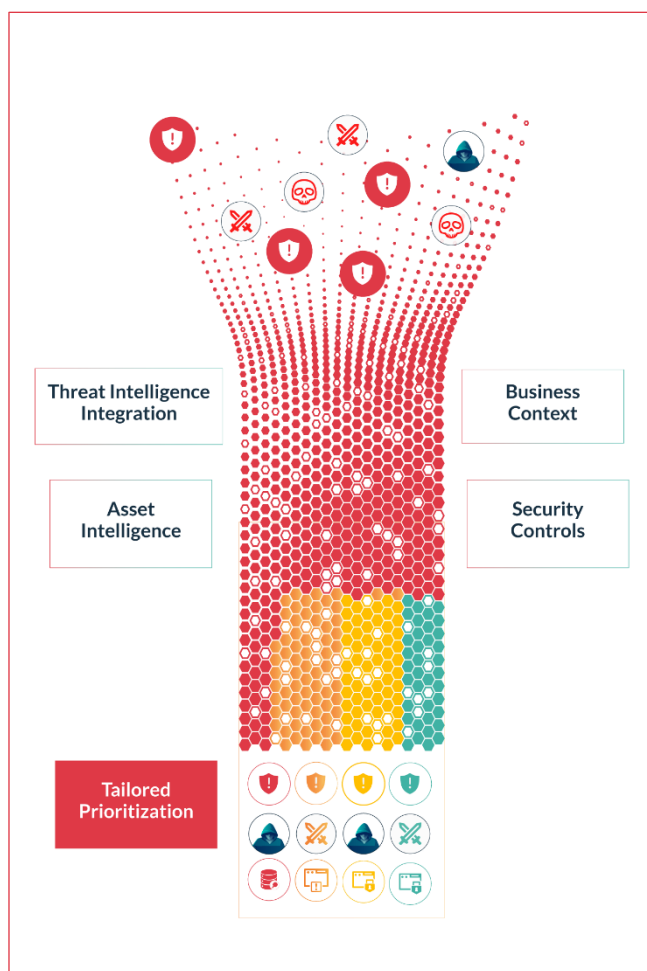 Threat Intelligence
Integration
Business
Context
Asset
Intelligence
Security
Controls
Tailored
Prioritization